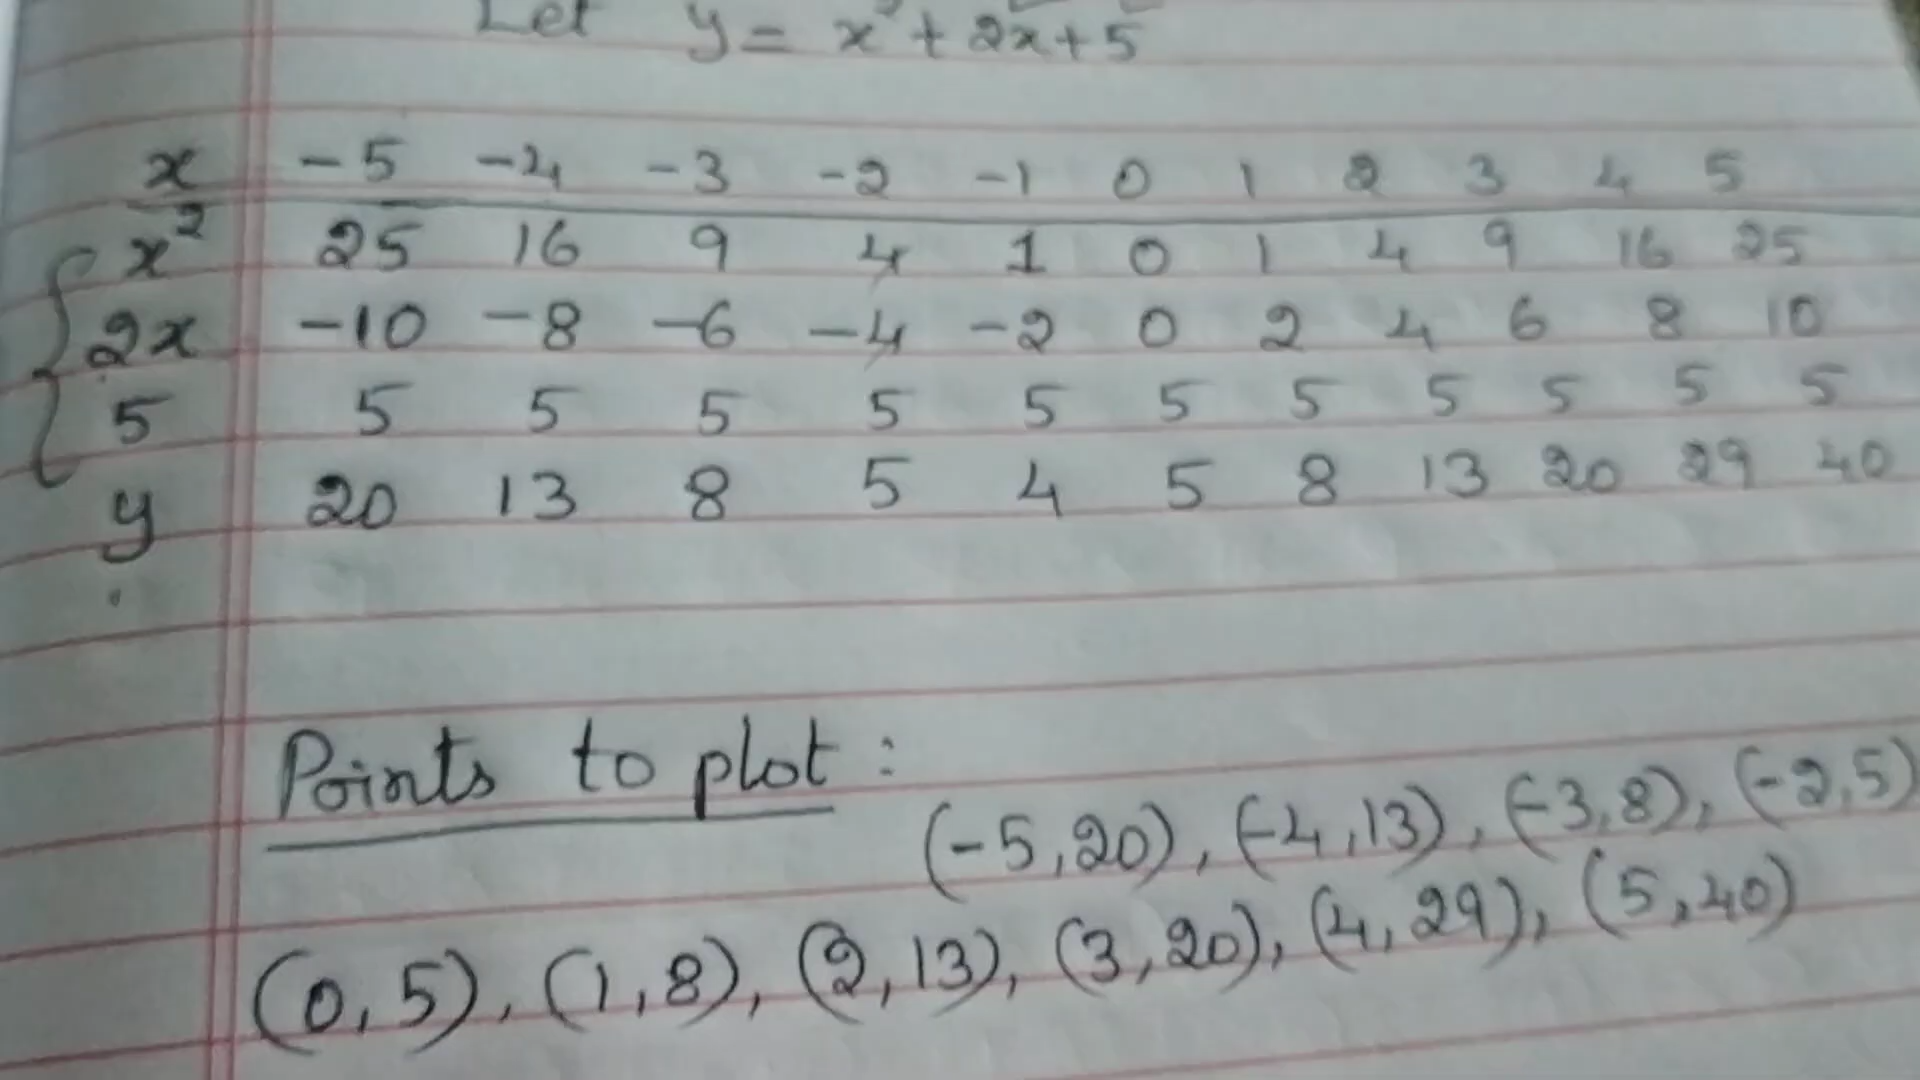 Let y = x² + 2x + 5
x -5 -4 -3 -2 -1 0 1 2 3 4 5
x² 25 16 9 4 1 0 1 4 9 16 25
2x -10 -8 -6 -4 -2 0 2 4 6 8 10
5 5 5 5 5 5 5 5 5 5 5 5
y 20 13 8 5 4 5 8 13 20 29 40
Points to plot :
(-5,20), (-4,13), (-3,8), (-2,5)
(0,5), (1,8), (2,13), (3,20), (4,29), (5,40)